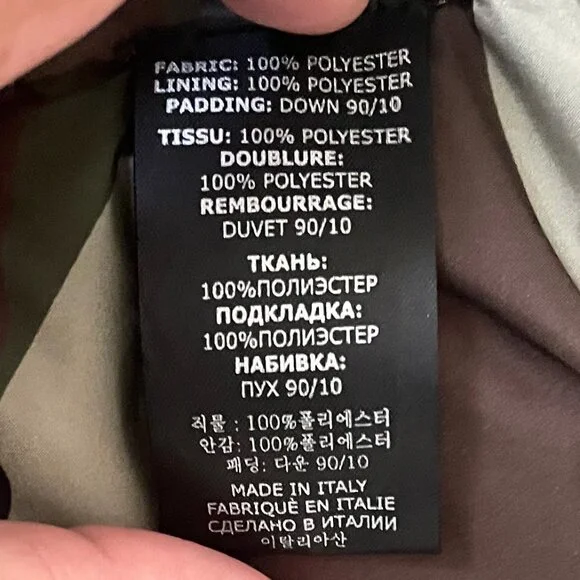 FABRIC: 100% POLYESTER
LINING: 100% POLYESTER
PADDING: DOWN 90/10
TISSU: 100% POLYESTER
DOUBLURE:
100% POLYESTER
REMBOURRAGE:
DUVET 90/10
ТКАНЬ:
100%ПОЛИЭСТЕР
ПОДКЛАДКА:
100%ПОЛИЭСТЕР
НАБИВКА:
ПУХ 90/10
직물 : 100%폴리에스터
안감: 100%폴리에스터
패딩: 다운 90/10
MADE IN ITALY
FABRIQUÈ EN ITALIE
СДЕЛАНО В ИТАЛИИ
이탈리아산